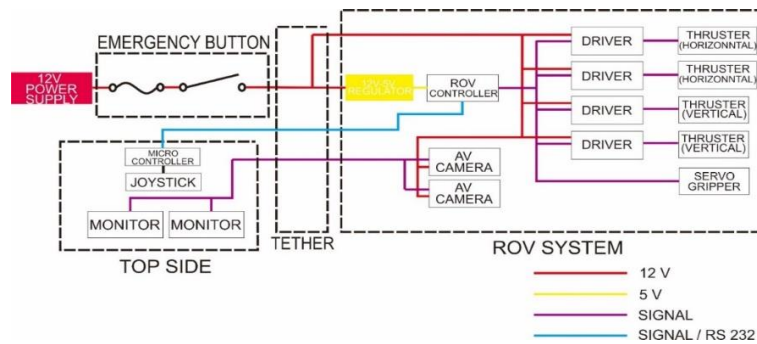 EMERGENCY BUTTON
12V
POWER
SUPPLY
12V-5V
REGULATOR
ROV
CONTROLLER
DRIVER
THRUSTER
(HORIZONNTAL)
DRIVER
THRUSTER
(HORIZONNTAL)
DRIVER
THRUSTER
(VERTICAL)
DRIVER
THRUSTER
(VERTICAL)
SERVO
GRIPPER
MICRO
CONTROLLER
JOYSTICK
MONITOR
MONITOR
AV
CAMERA
AV
CAMERA
TETHER
TOP SIDE
ROV SYSTEM
12 V
5 V
SIGNAL
SIGNAL / RS 232